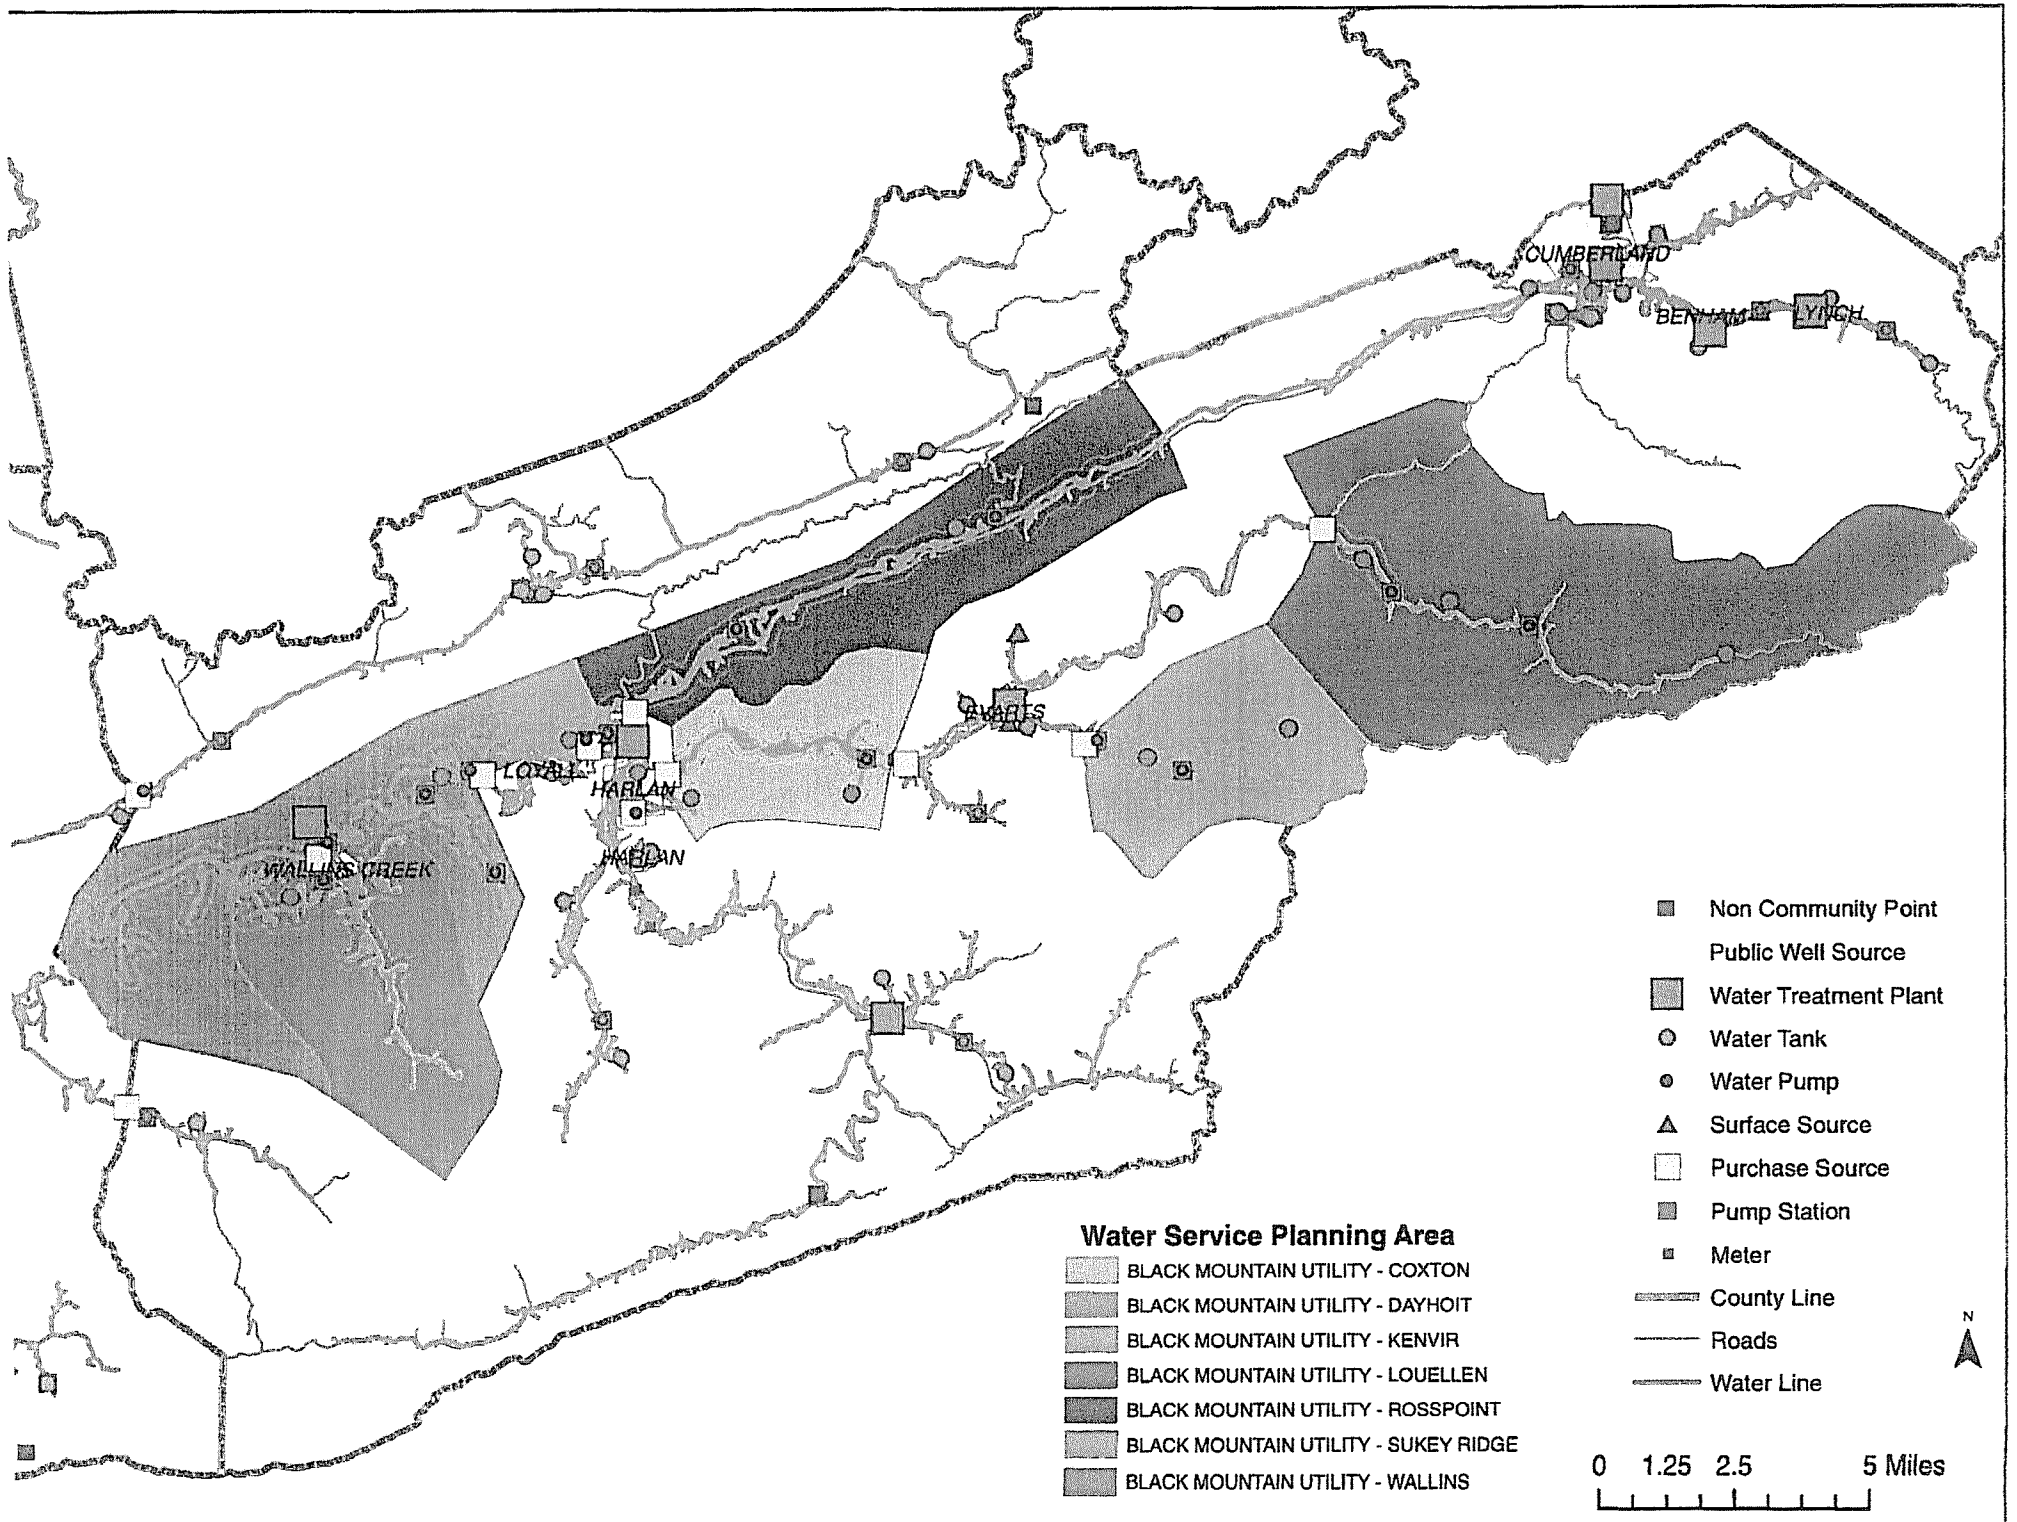 CUMBERLAND
BENHAM
LYNCH
EVARTS
LOYALL
HARLAN
HARLAN
WALLINS CREEK
Non Community Point
Public Well Source
Water Treatment Plant
Water Tank
Water Pump
Surface Source
Purchase Source
Pump Station
Meter
County Line
Roads
Water Line
N
Water Service Planning Area
BLACK MOUNTAIN UTILITY - COXTON
BLACK MOUNTAIN UTILITY - DAYHOIT
BLACK MOUNTAIN UTILITY - KENVIR
BLACK MOUNTAIN UTILITY - LOUELLEN
BLACK MOUNTAIN UTILITY - ROSSPOINT
BLACK MOUNTAIN UTILITY - SUKEY RIDGE
BLACK MOUNTAIN UTILITY - WALLINS
0 1.25 2.5 5 Miles